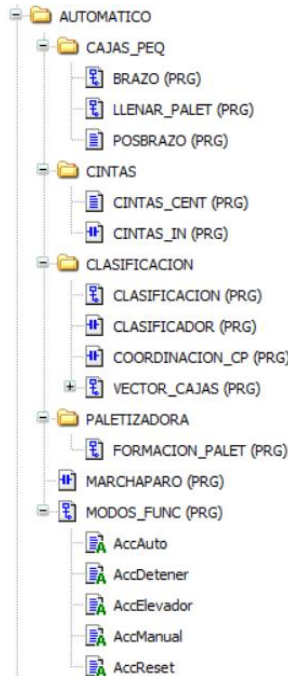 AUTOMATICO
CAJAS_PEQ
BRAZO (PRG)
LLENAR_PALET (PRG)
POSBRAZO (PRG)
CINTAS
CINTAS_CENT (PRG)
CINTAS_IN (PRG)
CLASIFICACION
CLASIFICACION (PRG)
CLASIFICADOR (PRG)
COORDINACION_CP (PRG)
VECTOR_CAJAS (PRG)
PALETIZADORA
FORMACION_PALET (PRG)
MARCHAPARO (PRG)
MODOS_FUNC (PRG)
AccAuto
AccDetener
AccElevador
AccManual
AccReset